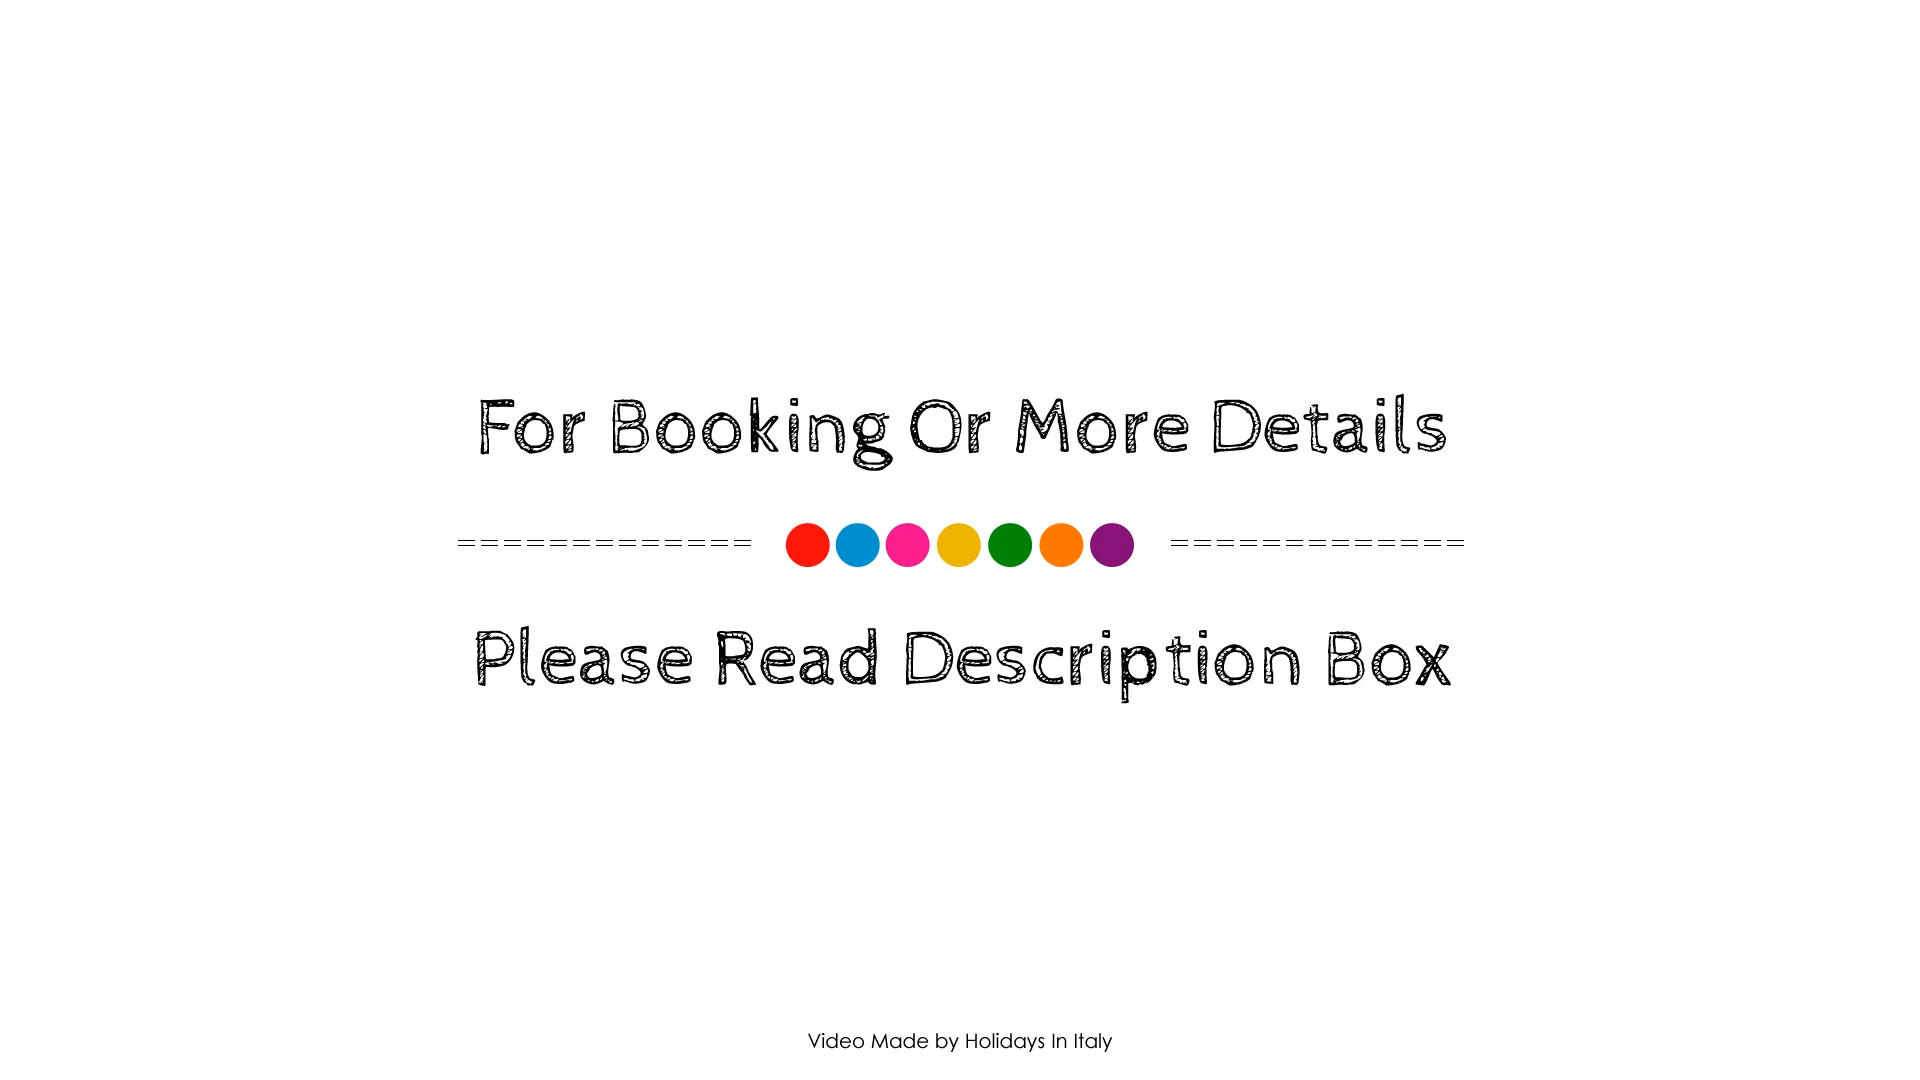 For Booking Or More Details
============= =============
Please Read Description Box
Video Made by Holidays In Italy